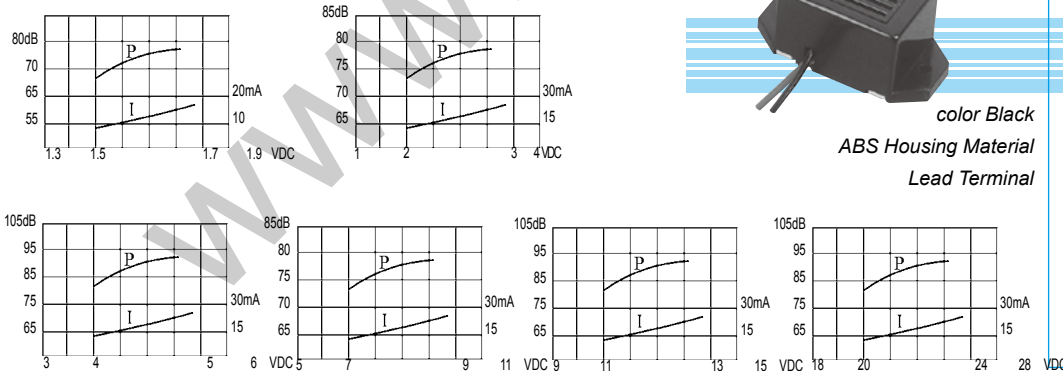 85dB
80dB
80
P
P
70
75
65
20mA
70
30mA
I
I
55
10
65
15
1.3 1.5 1.7 1.9 VDC
1 2 3 4 VDC
color Black
ABS Housing Material
Lead Terminal
WWW
105dB
85dB
105dB
105dB
95
80
95
95
P
P
P
P
85
75
85
85
75
30mA
70
30mA
75
30mA
75
30mA
I
I
I
I
65
15
65
15
65
15
65
15
3 4 5 6 VDC
5 7 9 11 VDC
9 11 13 15 VDC
18 20 24 28 VDC